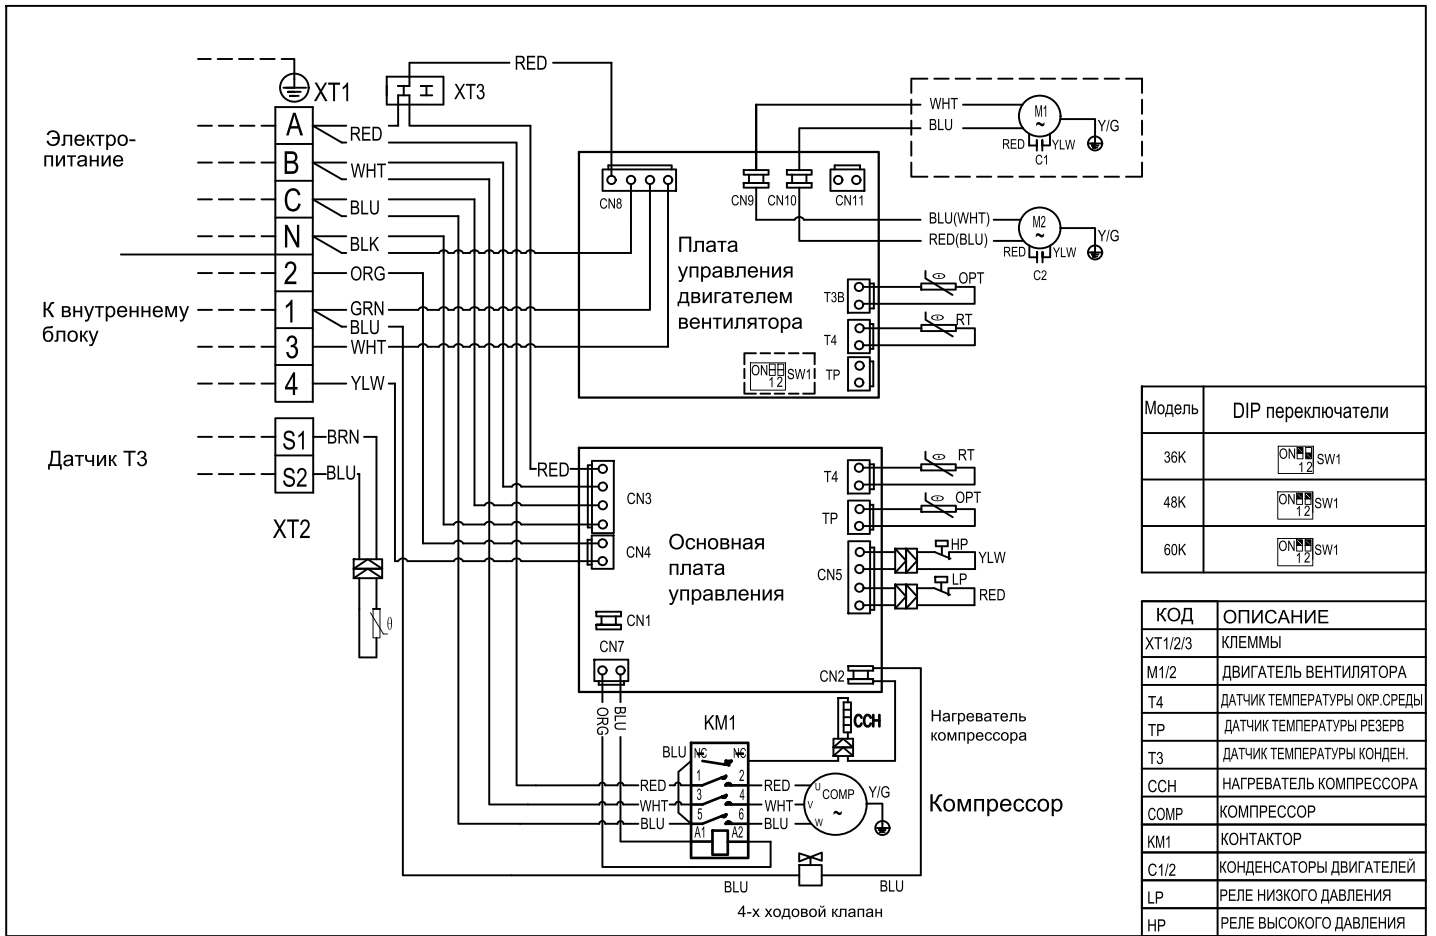 Электро-
питание
К внутреннему
блоку
Датчик Т3
XT1
A
B
C
N
2
1
3
4
S1
S2
XT2
RED
WHT
BLU
BLK
ORG
GRN
BLU
WHT
YLW
BRN
BLU
θ
XT3
RED
CN8
CN9
CN10
CN11
Плата
управления
двигателем
вентилятора
T3B
T4
TP
ON
1 2
SW1
OPT
RT
WHT
BLU
M1
~
Y/G
RED
YLW
C1
BLU(WHT)
RED(BLU)
M2
~
Y/G
RED
YLW
C2
RED
CN3
CN4
Основная
плата
управления
CN1
CN7
CN2
T4
TP
CN5
RT
OPT
HP
YLW
LP
RED
ORG
BLU
KM1
BLU
NC
NC
1
2
3
4
5
6
A1
A2
RED
WHT
BLU
RED
WHT
BLU
U
V
W
COMP
~
Y/G
CCH
Нагреватель
компрессора
Компрессор
BLU
BLU
4-х ходовой клапан
Модель DIP переключатели
36K ON 1 2 SW1
48K ON 1 2 SW1
60K ON 1 2 SW1
КОД ОПИСАНИЕ
XT1/2/3 КЛЕММЫ
M1/2 ДВИГАТЕЛЬ ВЕНТИЛЯТОРА
T4 ДАТЧИК ТЕМПЕРАТУРЫ ОКР.СРЕДЫ
TP ДАТЧИК ТЕМПЕРАТУРЫ РЕЗЕРВ
T3 ДАТЧИК ТЕМПЕРАТУРЫ КОНДЕН.
CCH НАГРЕВАТЕЛЬ КОМПРЕССОРА
COMP КОМПРЕССОР
KM1 КОНТАКТОР
C1/2 КОНДЕНСАТОРЫ ДВИГАТЕЛЕЙ
LP РЕЛЕ НИЗКОГО ДАВЛЕНИЯ
HP РЕЛЕ ВЫСОКОГО ДАВЛЕНИЯ